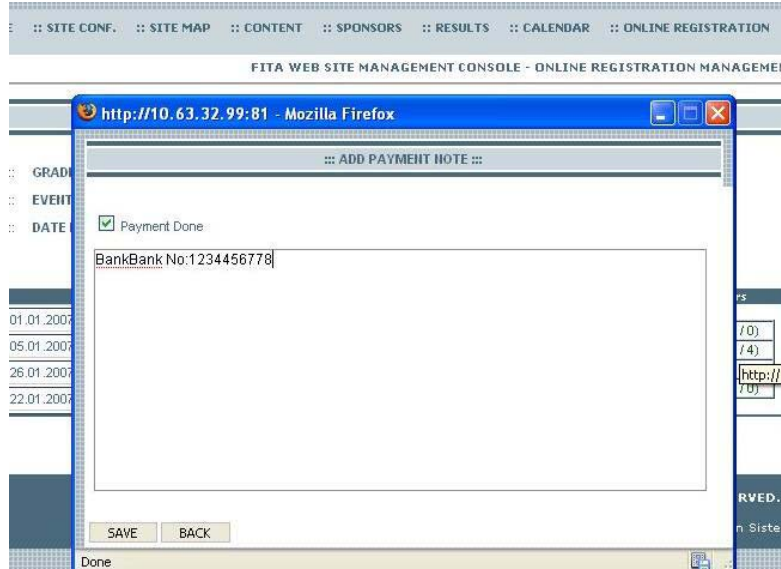 :: SITE CONF. :: SITE MAP :: CONTENT :: SPONSORS :: RESULTS :: CALENDAR :: ONLINE REGISTRATION
FITA WEB SITE MANAGEMENT CONSOLE - ONLINE REGISTRATION MANAGEME
http://10.63.32.99:81 - Mozilla Firefox
::: ADD PAYMENT NOTE :::
:: GRADE
:: EVENT
:: DATE
Payment Done
BankBank No:1234456778
rs
01.01.2007
/ 0)
05.01.2007
/ 4)
26.01.2007
http://
22.01.2007
/ 0)
RVED.
SAVE BACK
n Siste
Done